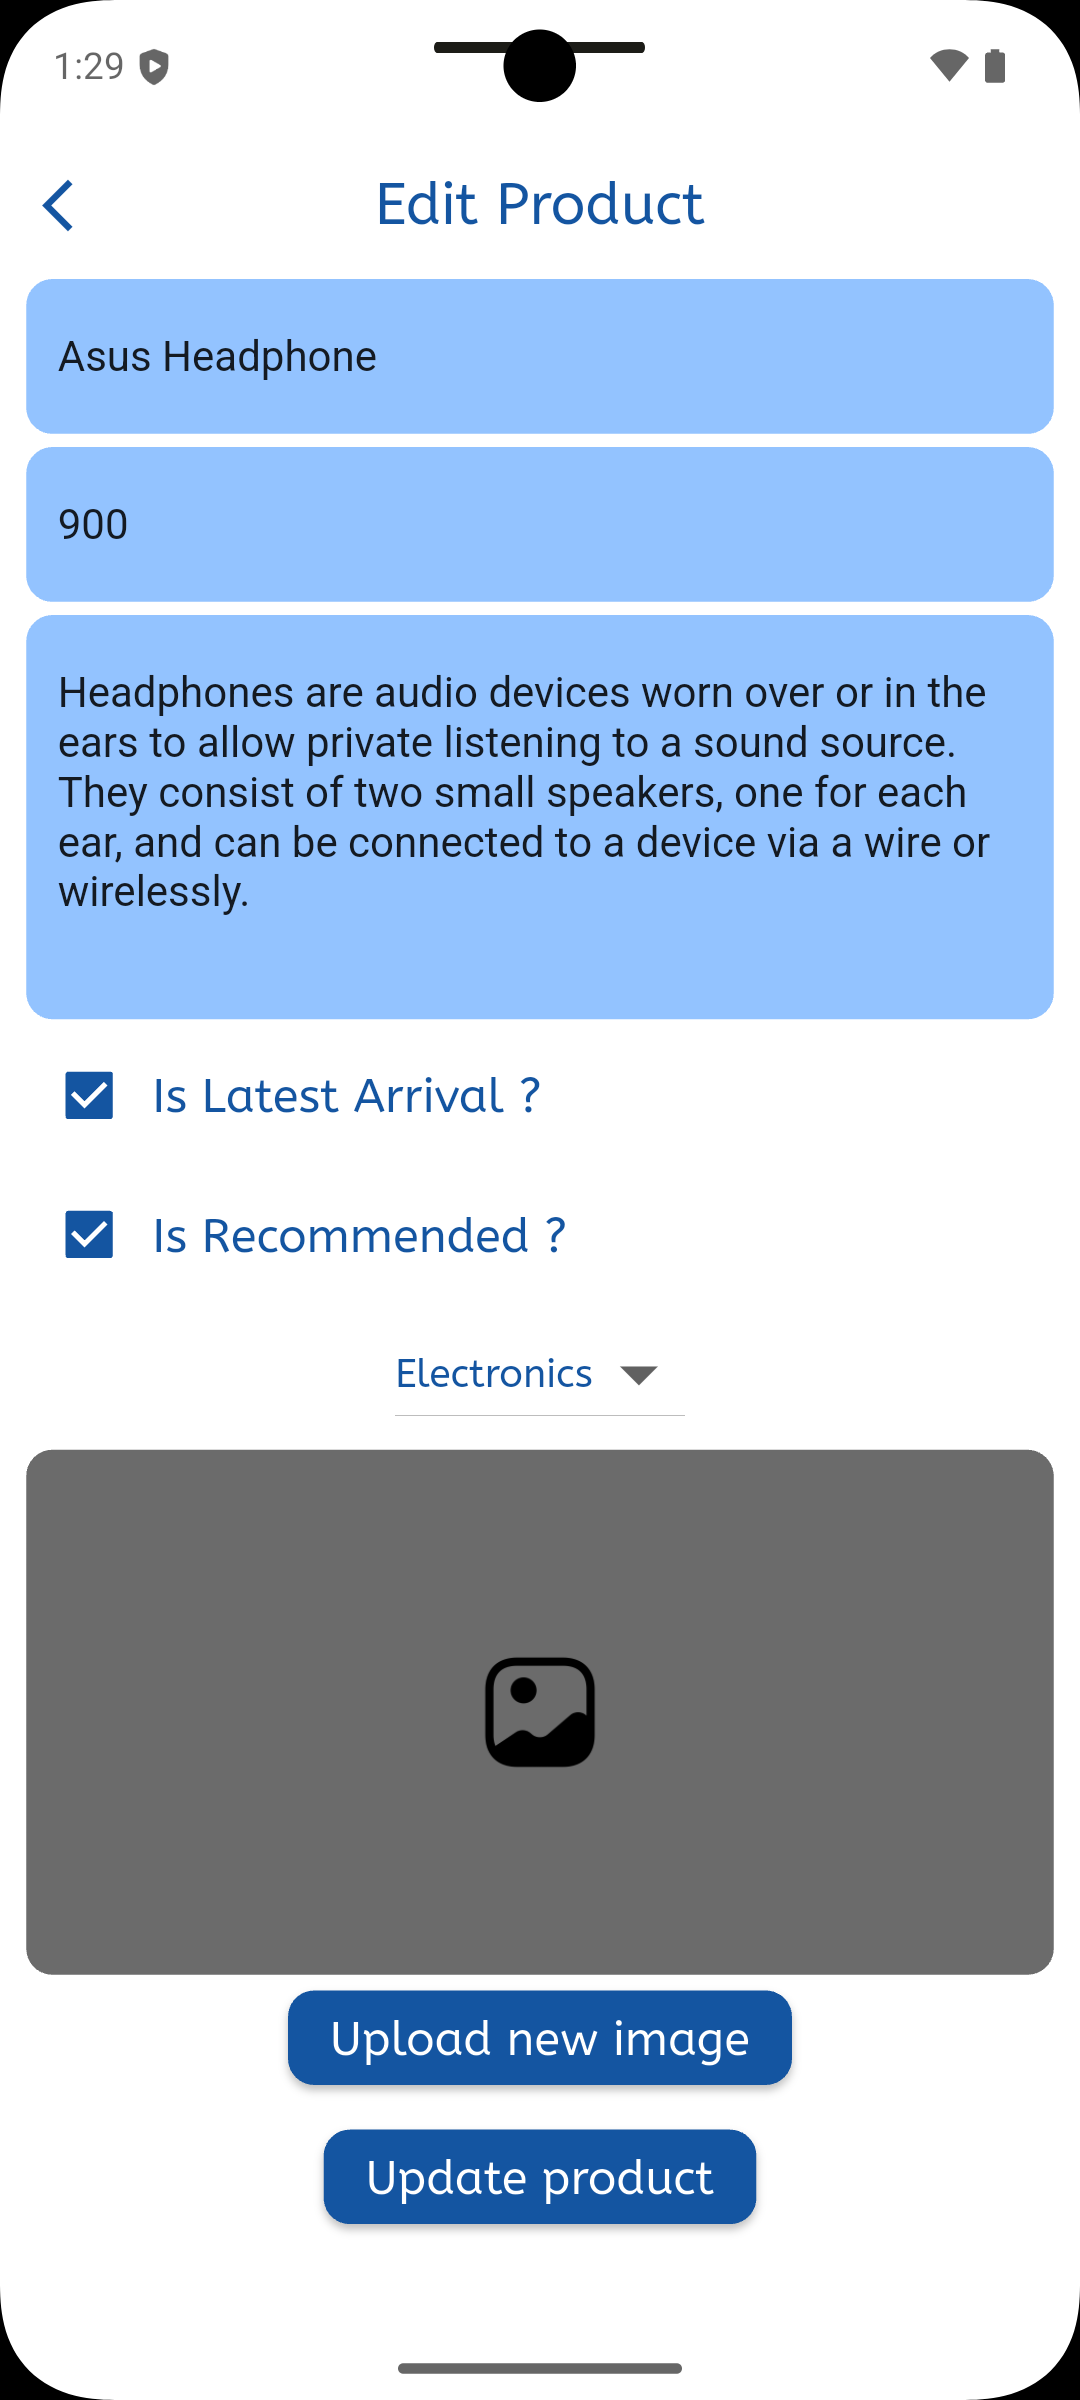 1:29
Edit Product
Asus Headphone
900
Headphones are audio devices worn over or in the
ears to allow private listening to a sound source.
They consist of two small speakers, one for each
ear, and can be connected to a device via a wire or
wirelessly.
Is Latest Arrival ?
Is Recommended ?
Electronics
Upload new image
Update product